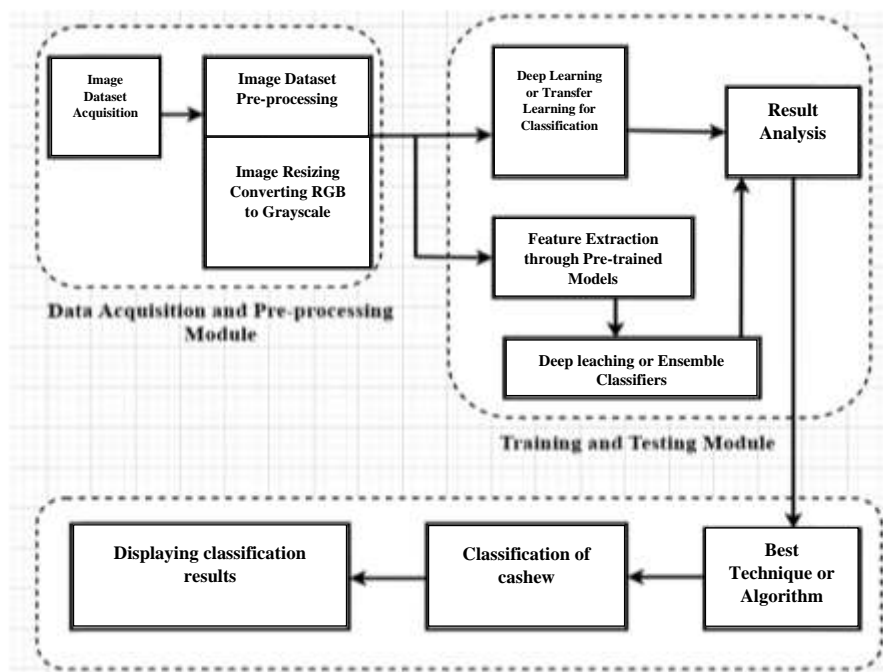 Image
Dataset
Acquisition
Image Dataset
Pre-processing
Image Resizing
Converting RGB
to Grayscale
Data Acquisition and Pre-processing
Module
Deep Learning
or Transfer
Learning for
Classification
Result
Analysis
Feature Extraction
through Pre-trained
Models
Deep leaching or Ensemble
Classifiers
Training and Testing Module
Best
Technique or
Algorithm
Classification of
cashew
Displaying classification
results